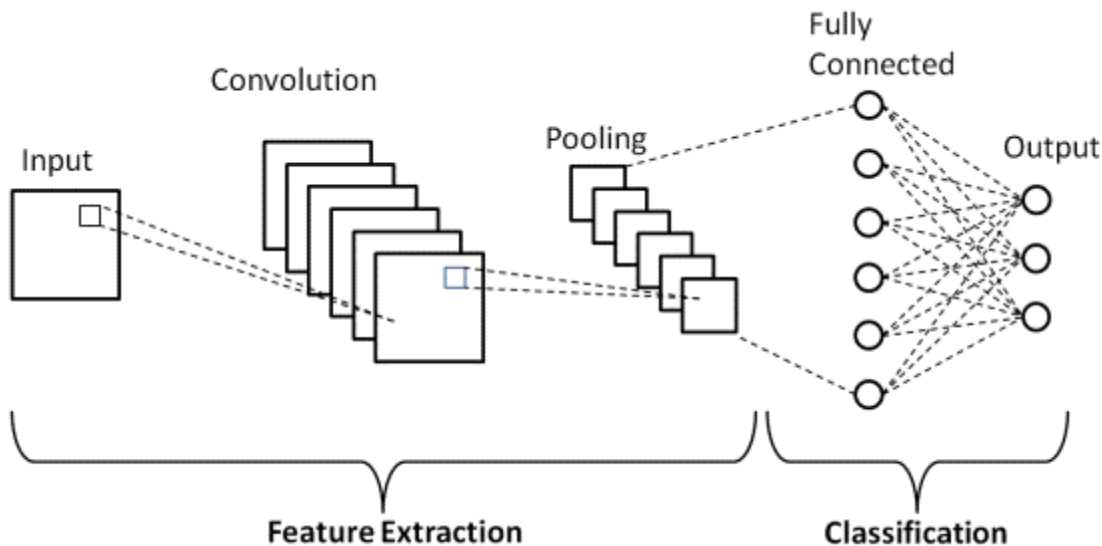 Input
Convolution
Pooling
Fully
Connected
Output
Feature Extraction
Classification